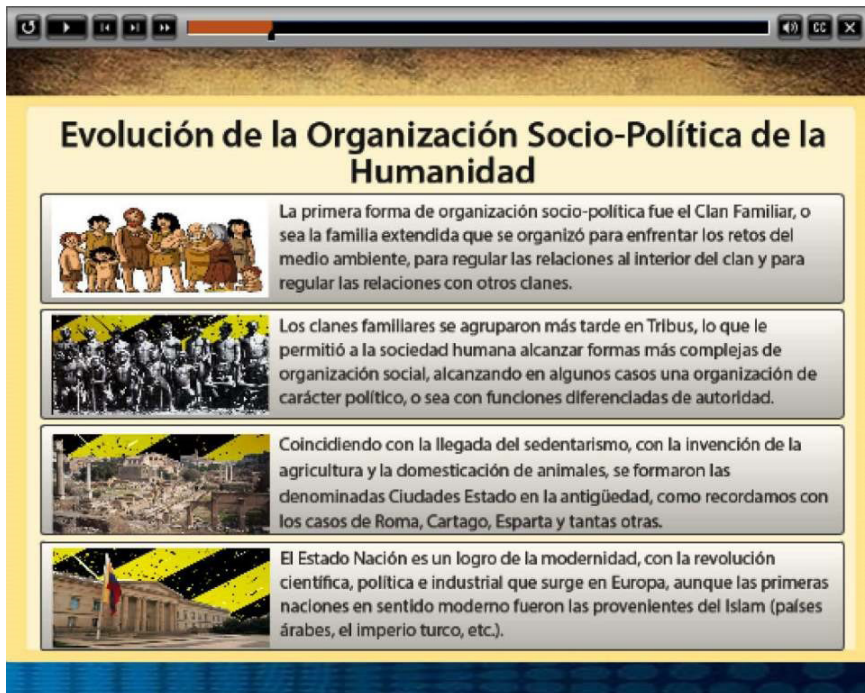 CC
Evolución de la Organización Socio-Política de la
Humanidad
La primera forma de organización socio-política fue el Clan Familiar, o
sea la familia extendida que se organizó para enfrentar los retos del
medio ambiente, para regular las relaciones al interior del clan y para
regular las relaciones con otros clanes.
Los clanes familiares se agruparon más tarde en Tribus, lo que le
permitió a la sociedad humana alcanzar formas más complejas de
organización social, alcanzando en algunos casos una organización de
carácter político, o sea con funciones diferenciadas de autoridad.
Coincidiendo con la llegada del sedentarismo, con la invención de la
agricultura y la domesticación de animales, se formaron las
denominadas Ciudades Estado en la antigüedad, como recordamos con
los casos de Roma, Cartago, Esparta y tantas otras.
El Estado Nación es un logro de la modernidad, con la revolución
científica, política e industrial que surge en Europa, aunque las primeras
naciones en sentido moderno fueron las provenientes del Islam (países
árabes, el imperio turco, etc.).